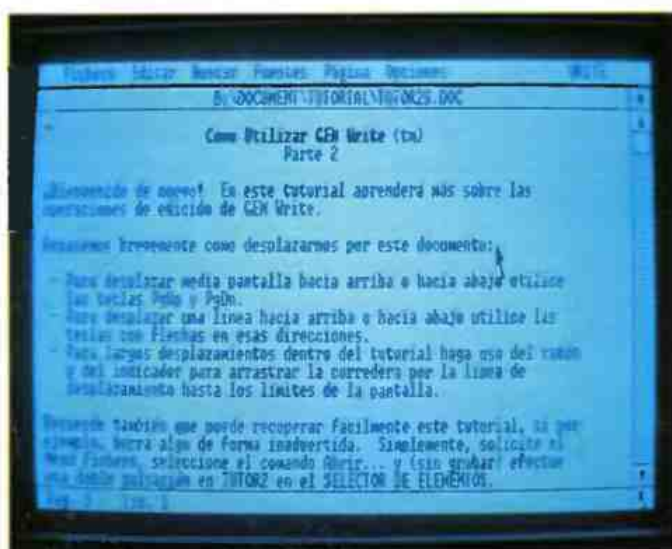 Fichero Editar Buscar Fuentes Página Opciones WRITE
B:\DOCUMENT\TUTORIAL\TUTOR2S.DOC
Como Utilizar GEM Write (tm)
Parte 2
¡Bienvenido de nuevo! En este tutorial aprenderá más sobre las
operaciones de edición de GEM Write.
Repasemos brevemente como desplazarnos por este documento:
- Para desplazar media pantalla hacia arriba o hacia abajo utilice
las teclas PgUp y PgDn.
- Para desplazar una línea hacia arriba o hacia abajo utilice las
teclas con flechas en esas direcciones.
- Para largos desplazamientos dentro del tutorial haga uso del ratón
y del indicador para arrastrar la corredera por la línea de
desplazamiento hasta los límites de la pantalla.
Recuerde también que puede recuperar fácilmente este tutorial, si por
ejemplo, borra algo de forma inadvertida. Simplemente, solicite el
Menú Fichero, seleccione el comando Abrir... y (sin grabar) efectúe
una doble pulsación en TUTOR2 en el SELECTOR DE ELEMENTOS.